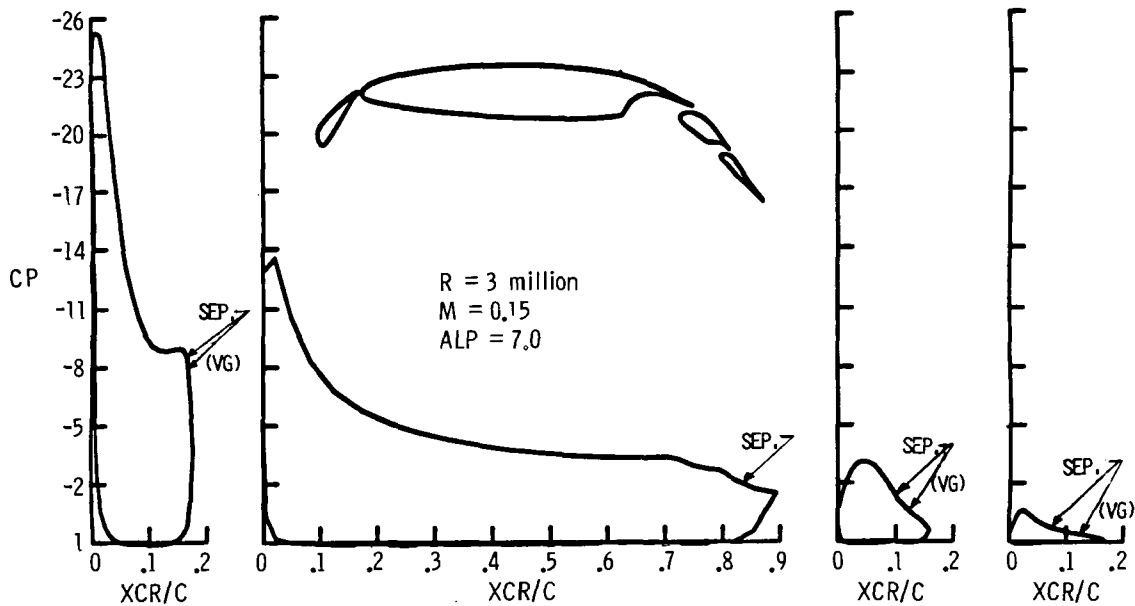 -26
-23
-20
-17
-14
-11
-8
-5
-2
1
CP
SEP.
(VG)
0 .1 .2
XCR/C
R = 3 million
M = 0.15
ALP = 7.0
SEP.
0 .1 .2 .3 .4 .5 .6 .7 .8 .9
XCR/C
SEP.
(VG)
0 .1 .2
XCR/C
SEP.
(VG)
0 .1 .2
XCR/C